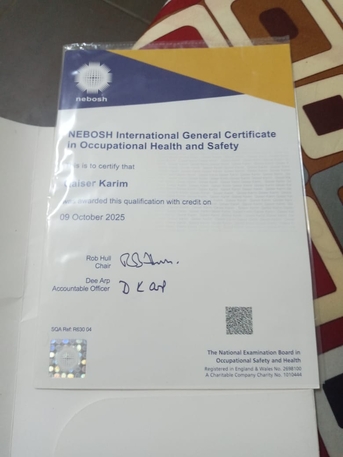 nebosh
NEBOSH International General Certificate
in Occupational Health and Safety
is to certify that
aiser Karim
was awarded this qualification with credit on
09 October 2025
Rob Hull
Chair
Dee Arp
Accountable Officer
SQA Ref: R630 04
The National Examination Board in
Occupational Safety and Health
Registered in England & Wales No. 2698100
A Charitable Company Charity No. 1010444